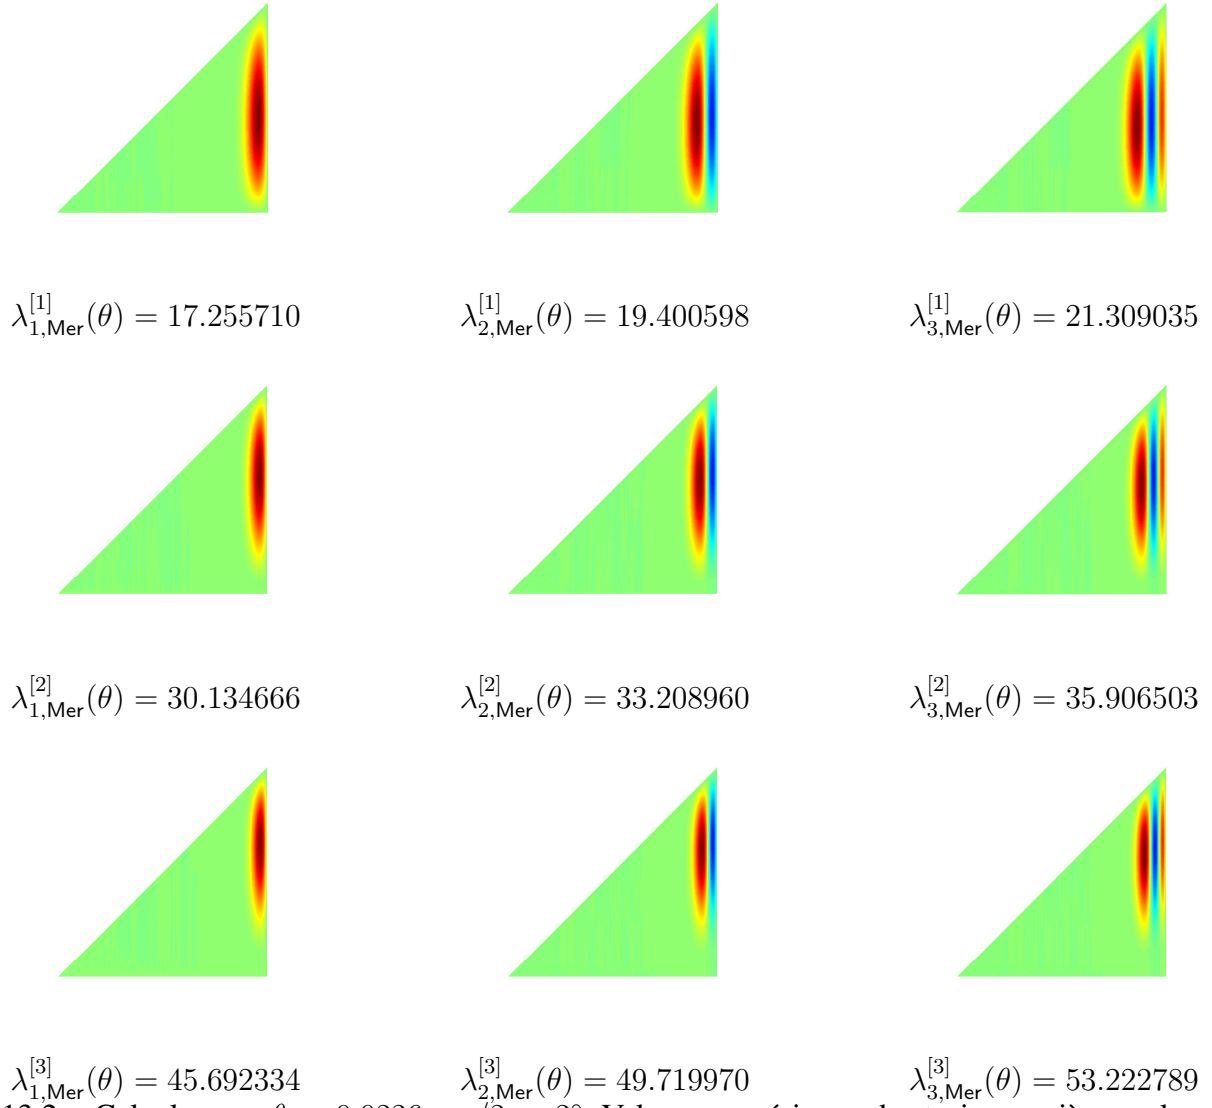 λ^{[1]}_{1,Mer}(θ) = 17.255710 λ^{[1]}_{2,Mer}(θ) = 19.400598 λ^{[1]}_{3,Mer}(θ) = 21.309035
λ^{[2]}_{1,Mer}(θ) = 30.134666 λ^{[2]}_{2,Mer}(θ) = 33.208960 λ^{[2]}_{3,Mer}(θ) = 35.906503
λ^{[3]}_{1,Mer}(θ) = 45.692334 λ^{[3]}_{2,Mer}(θ) = 49.719970 λ^{[3]}_{3,Mer}(θ) = 53.222789